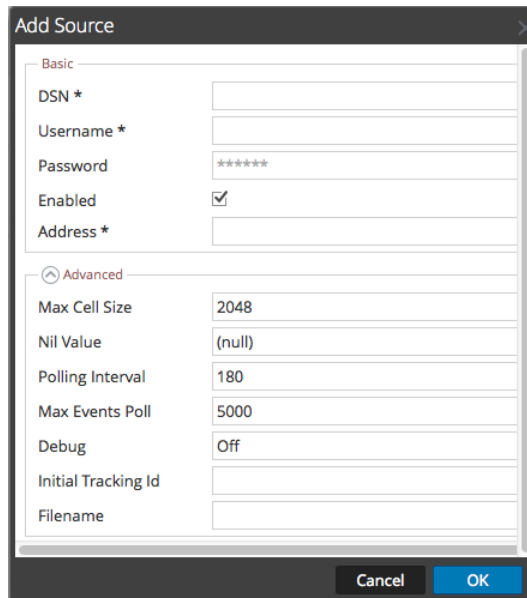 Add Source
Basic
DSN *
Username *
Password ******
Enabled
Address *
Advanced
Max Cell Size 2048
Nil Value (null)
Polling Interval 180
Max Events Poll 5000
Debug Off
Initial Tracking Id
Filename
Cancel OK